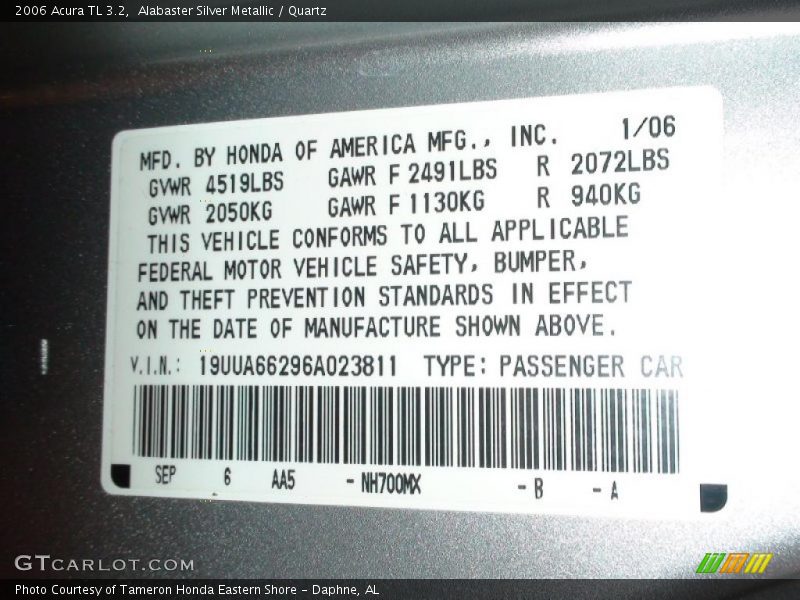 2006 Acura TL 3.2,  Alabaster Silver Metallic / Quartz
MFD. BY HONDA OF AMERICA MFG., INC. 1/06
GVWR 4519LBS GAWR F 2491LBS R 2072LBS
GVWR 2050KG GAWR F 1130KG R 940KG
THIS VEHICLE CONFORMS TO ALL APPLICABLE
FEDERAL MOTOR VEHICLE SAFETY, BUMPER,
AND THEFT PREVENTION STANDARDS IN EFFECT
ON THE DATE OF MANUFACTURE SHOWN ABOVE.
V.I.N.: 19UUA66296A023811 TYPE: PASSENGER CAR
SEP 6 AA5 - NH700MX - B - A
GTCARLOT.COM
Photo Courtesy of Tameron Honda Eastern Shore - Daphne, AL